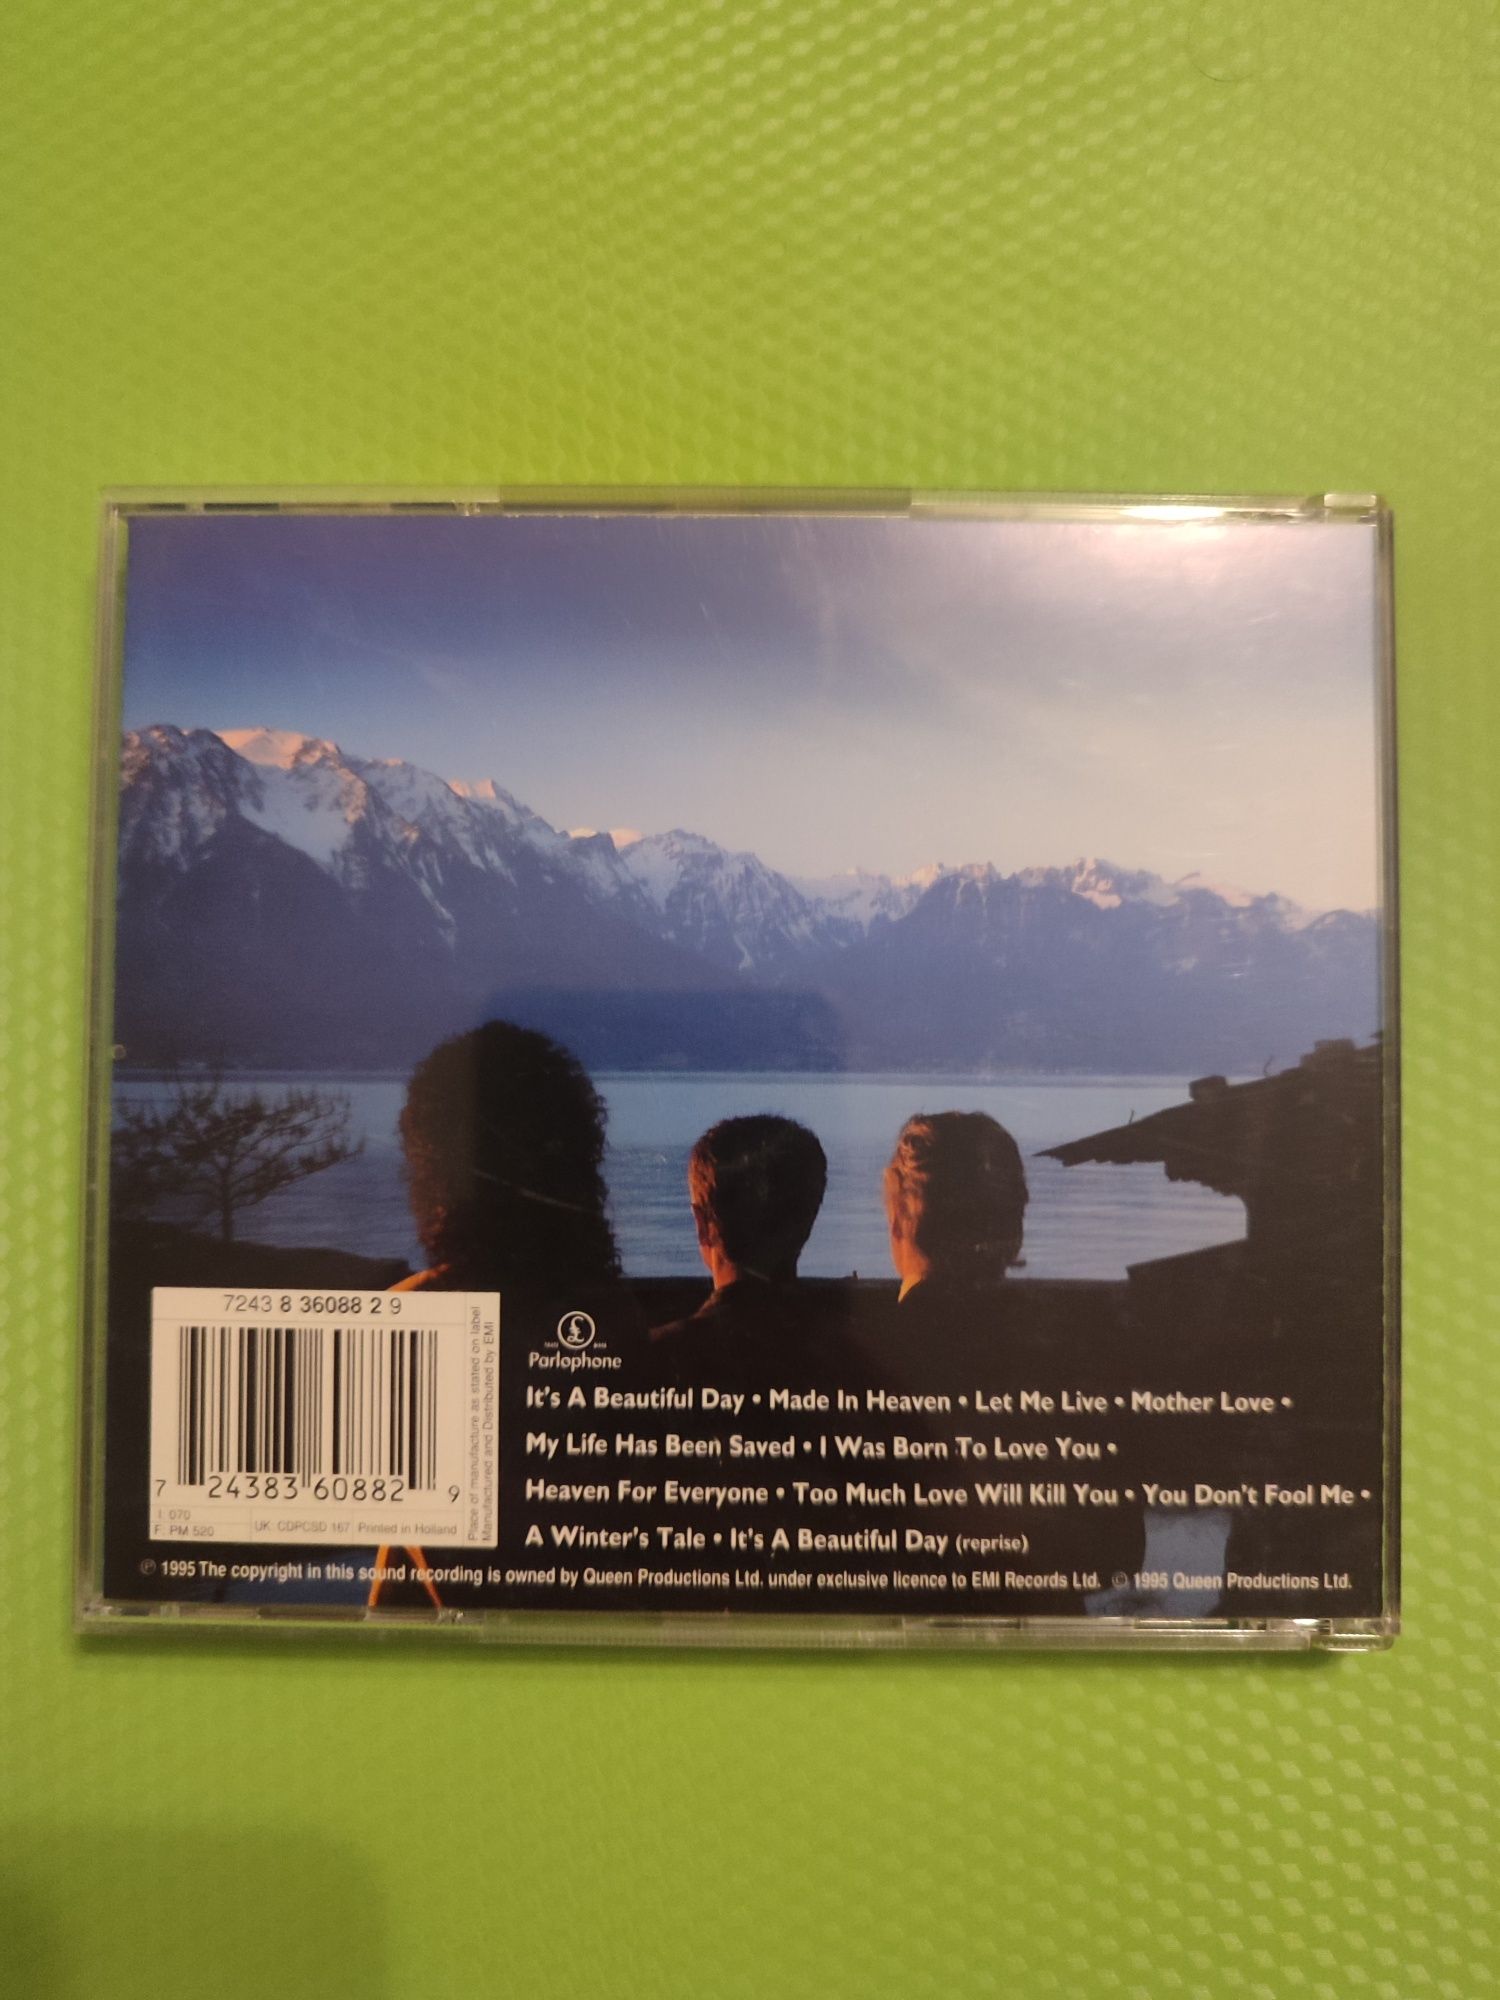 7243 8 36088 2 9
Place of manufacture as stated on label
Manufactured and Distributed by EMI
7 24383 60882 9
I: 070
F: PM 520
UK: CDPCSD 167
Printed in Holland
£
TRADE MARK
Parlophone
It's A Beautiful Day • Made In Heaven • Let Me Live • Mother Love •
My Life Has Been Saved • I Was Born To Love You •
Heaven For Everyone • Too Much Love Will Kill You • You Don't Fool Me •
A Winter's Tale • It's A Beautiful Day (reprise)
℗ 1995 The copyright in this sound recording is owned by Queen Productions Ltd. under exclusive licence to EMI Records Ltd. © 1995 Queen Productions Ltd.